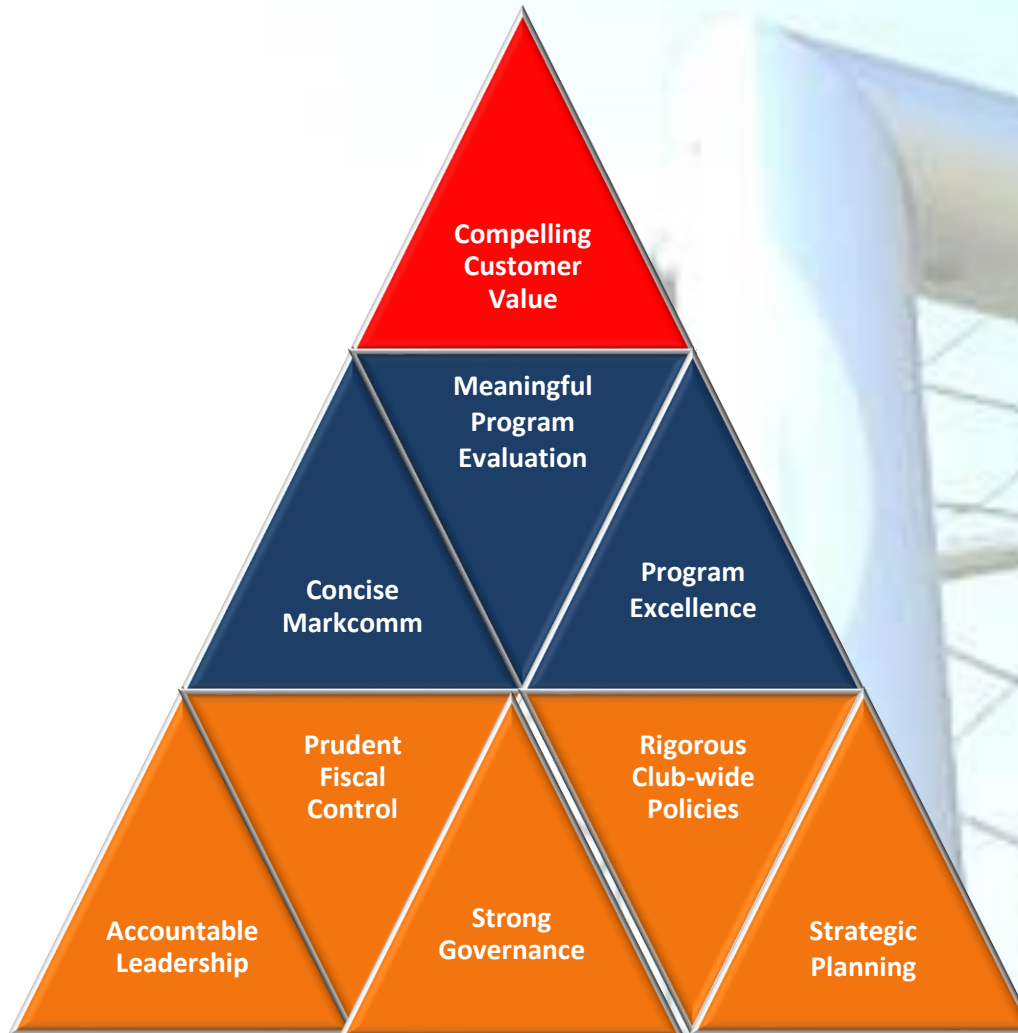 Compelling
Customer
Value
Meaningful
Program
Evaluation
Concise
Markcomm
Program
Excellence
Prudent
Fiscal
Control
Rigorous
Club-wide
Policies
Accountable
Leadership
Strong
Governance
Strategic
Planning